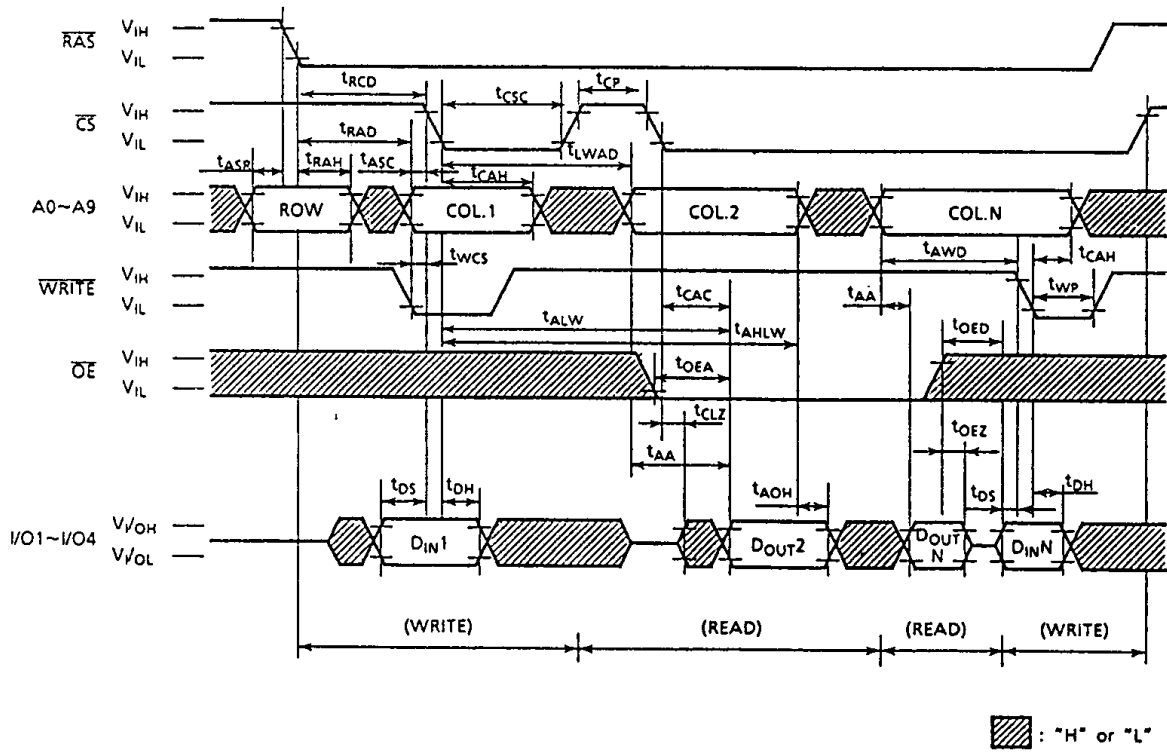 RAS VIH
VIL
tRCD tCSC tCP
CS VIH
VIL
tRAD tLWAD
tASR tRAH tASC tCAH
A0~A9 VIH
VIL
ROW COL.1 COL.2 COL.N
tWCS tAWD tCAH
WRITE VIH
VIL
tCAC tAA tWP
tALW tAHLW tOED
OE VIH
VIL
tOEA
tCLZ tOEZ
tAA
tDS tDH tAOH tDS tDH
I/O1~I/O4 VI/OH
VI/OL
DIN1 DOUT2 DOUT N DINN
(WRITE) (READ) (READ) (WRITE)
: "H" or "L"